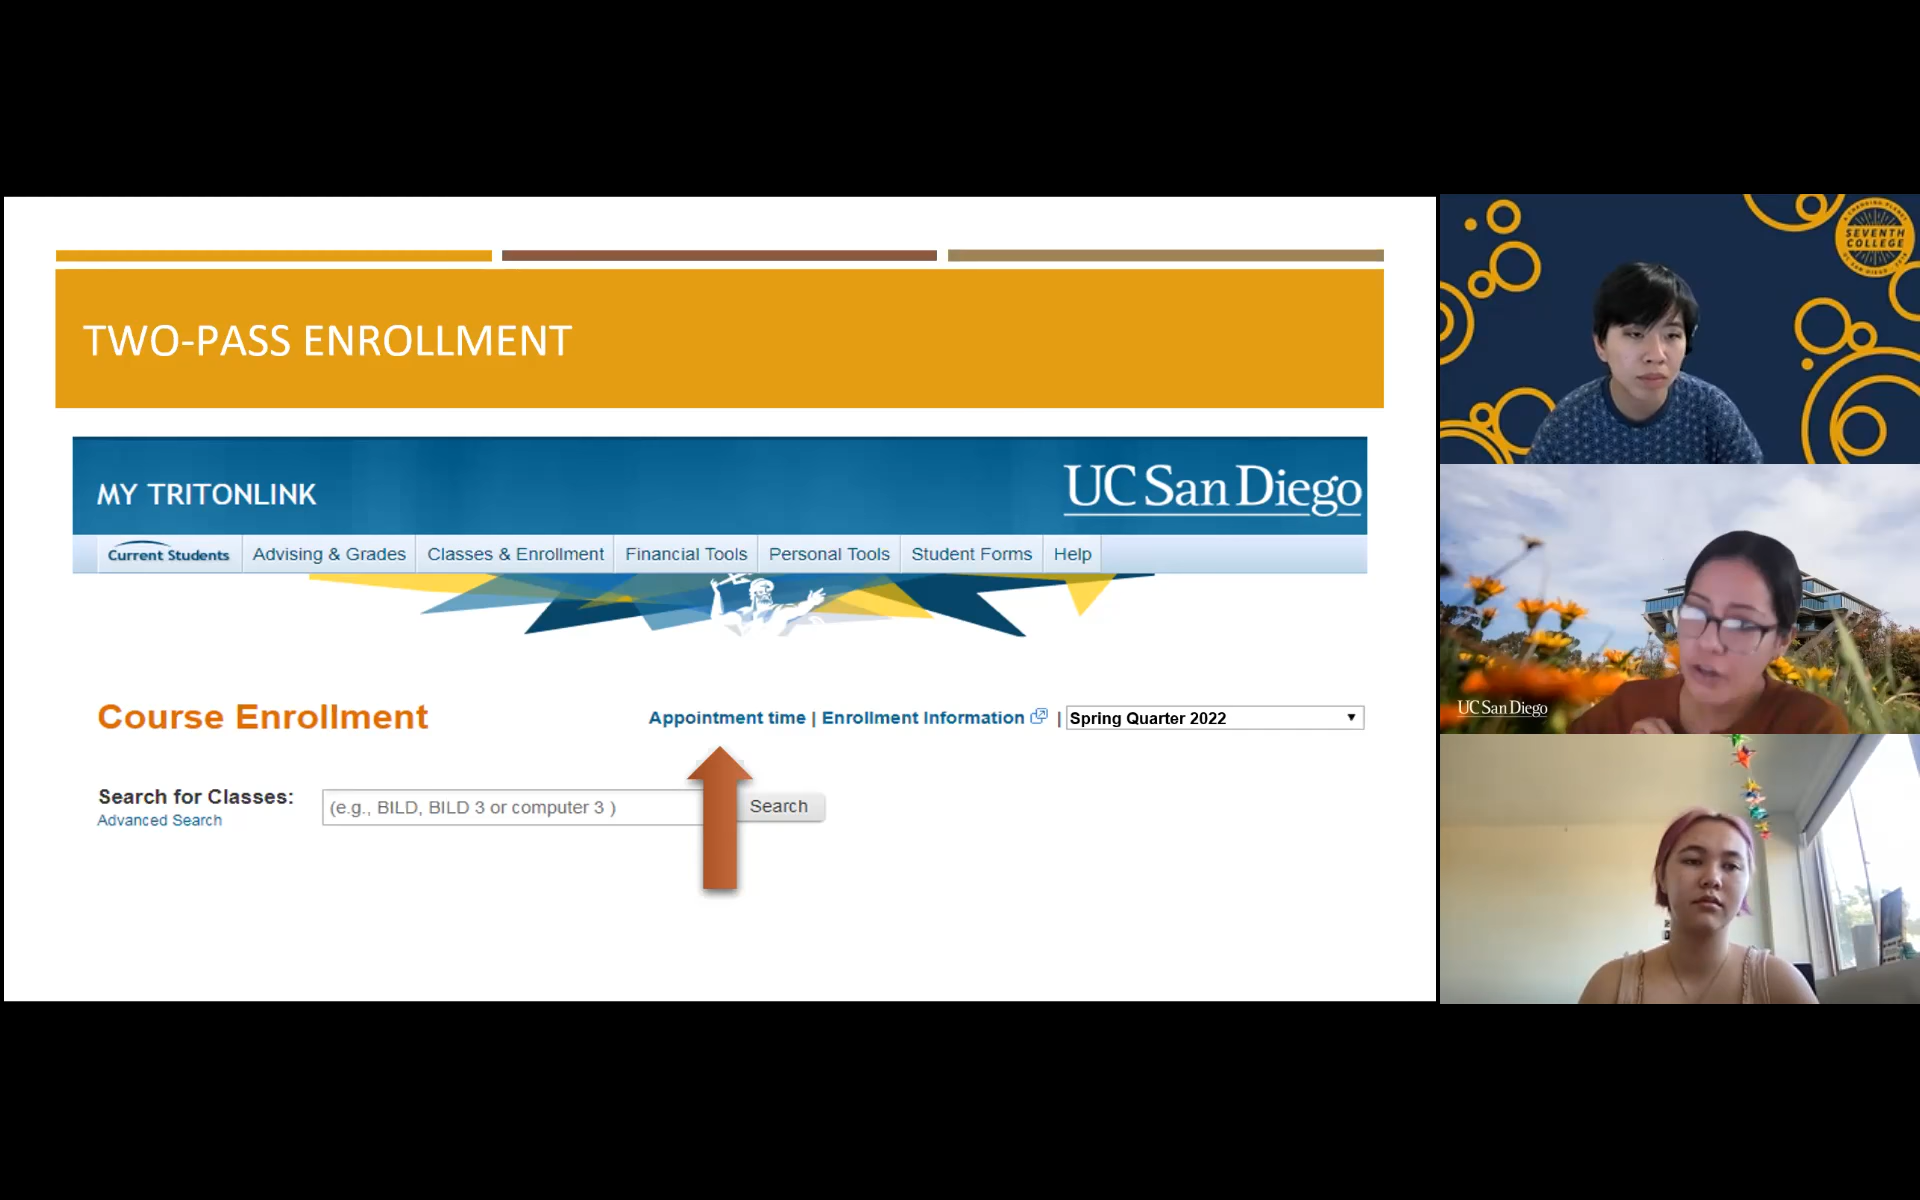 TWO-PASS ENROLLMENT
MY TRITONLINK
UC San Diego
Current Students
Advising & Grades
Classes & Enrollment
Financial Tools
Personal Tools
Student Forms
Help
Course Enrollment
Appointment time | Enrollment Information | Spring Quarter 2022
Search for Classes:
(e.g., BILD, BILD 3 or computer 3 )
Search
Advanced Search
SEVENTH
COLLEGE
UC San Diego